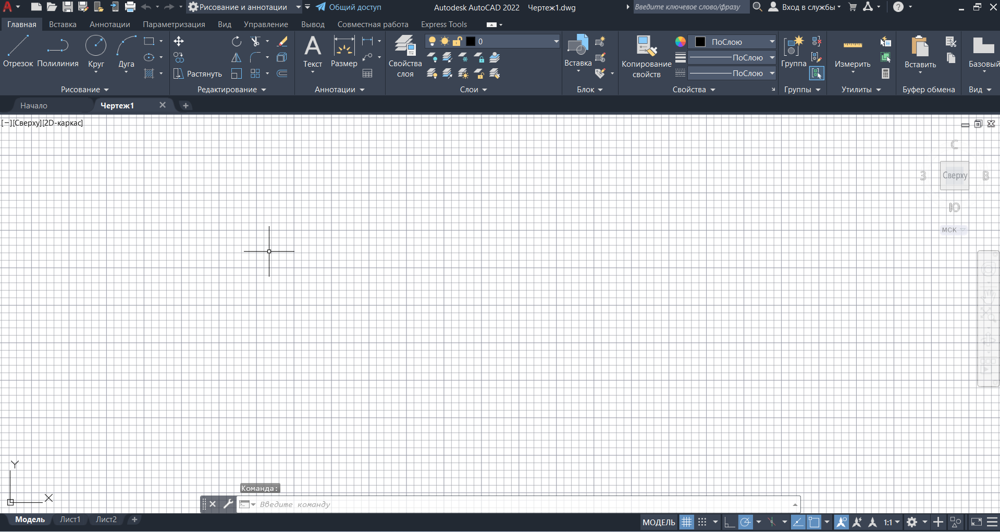 Рисование и аннотации Общий доступ Autodesk AutoCAD 2022 Чертеж1.dwg Введите ключевое слово/фразу Вход в службы
Главная Вставка Аннотации Параметризация Вид Управление Вывод Совместная работа Express Tools
Отрезок Полилиния Круг Дуга
Растянуть
Текст Размер
Свойства
слоя
0
Вставка
Копирование
свойств
ПоСлою
ПоСлою
ПоСлою
Группа
Измерить
Вставить
Базовый
Рисование Редактирование Аннотации Слои Блок Свойства Группы Утилиты Буфер обмена Вид
Начало Чертеж1
[−][Сверху][2D-каркас]
С
З Сверху В
Ю
МСК
Y
X
Команда:
Введите команду
Модель Лист1 Лист2
МОДЕЛЬ 1:1